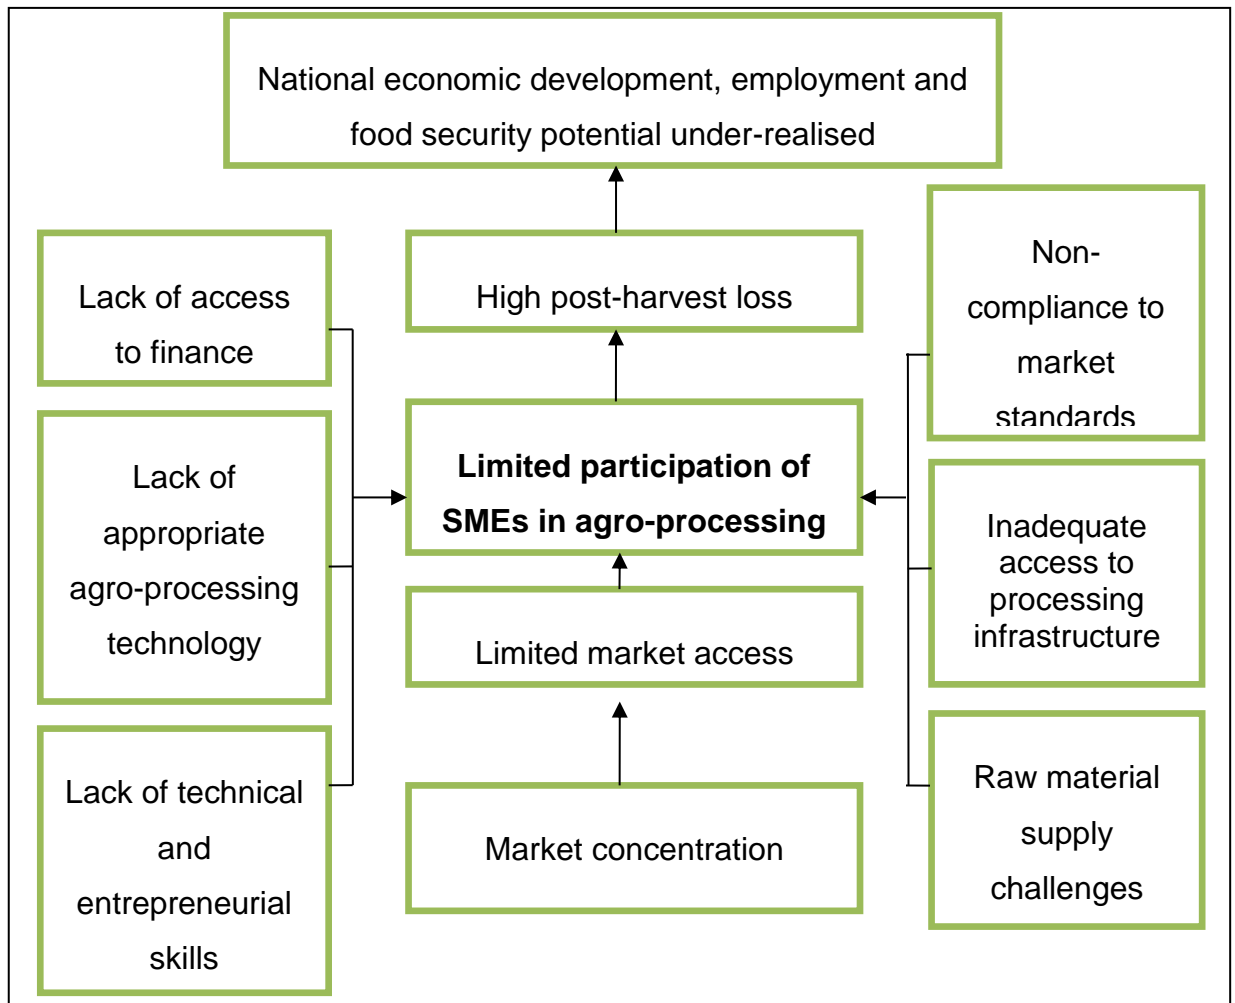 National economic development, employment and
food security potential under-realised
Lack of access
to finance
High post-harvest loss
Non-
compliance to
market
standards
Lack of
appropriate
agro-processing
technology
Limited participation of
SMEs in agro-processing
Inadequate
access to
processing
infrastructure
Limited market access
Lack of technical
and
entrepreneurial
skills
Market concentration
Raw material
supply
challenges